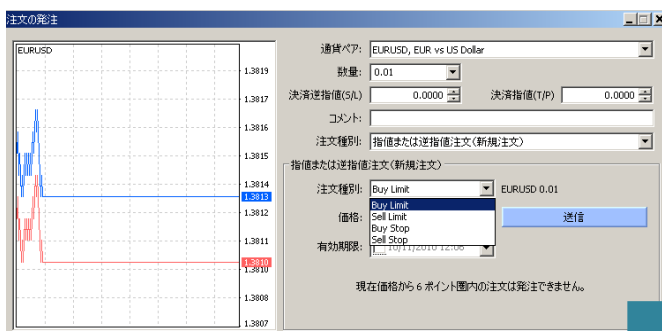 注文の発注
EURUSD
1.3819
1.3817
1.3816
1.3815
1.3814
1.3813
1.3812
1.3811
1.3810
1.3808
1.3807
通貨ペア: EURUSD, EUR vs US Dollar
数量: 0.01
決済逆指値(S/L) 0.0000 決済指値(T/P) 0.0000
コメント:
注文種別: 指値または逆指値注文(新規注文)
指値または逆指値注文(新規注文)
注文種別: Buy Limit EURUSD 0.01
Buy Limit
Sell Limit
Buy Stop
Sell Stop
価格: 送信
有効期限: 10/11/2010 12:06
現在価格から 6 ポイント圏内の注文は発注できません。